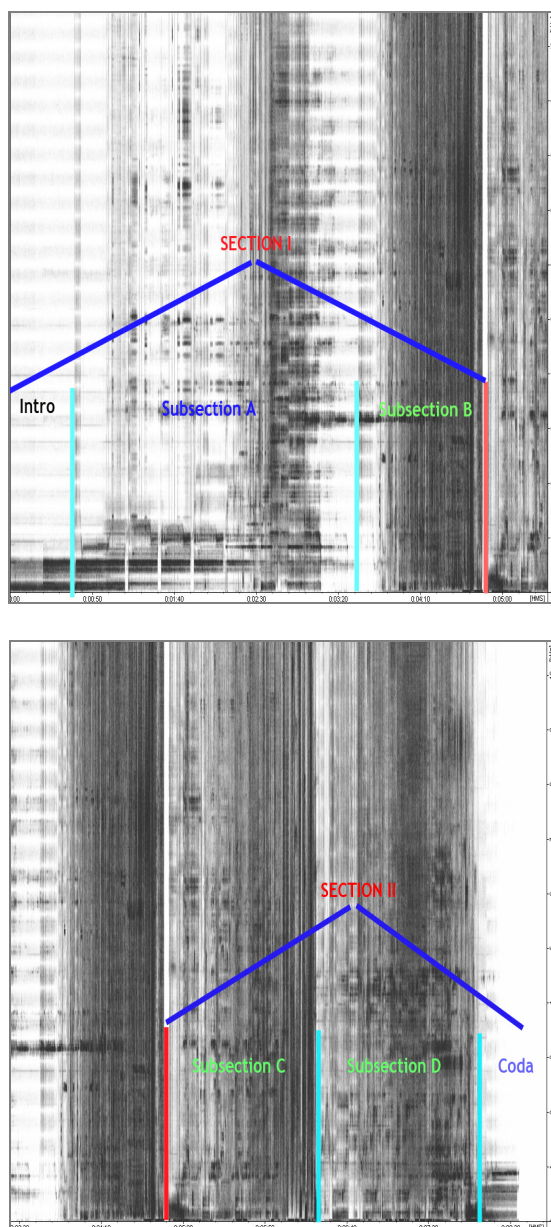 SECTION I
Intro
Subsection A
Subsection B
0:00 0:00:50 0:01:40 0:02:30 0:03:20 0:04:10 0:05:00 [HMS]
SECTION II
Subsection C
Subsection D
Coda